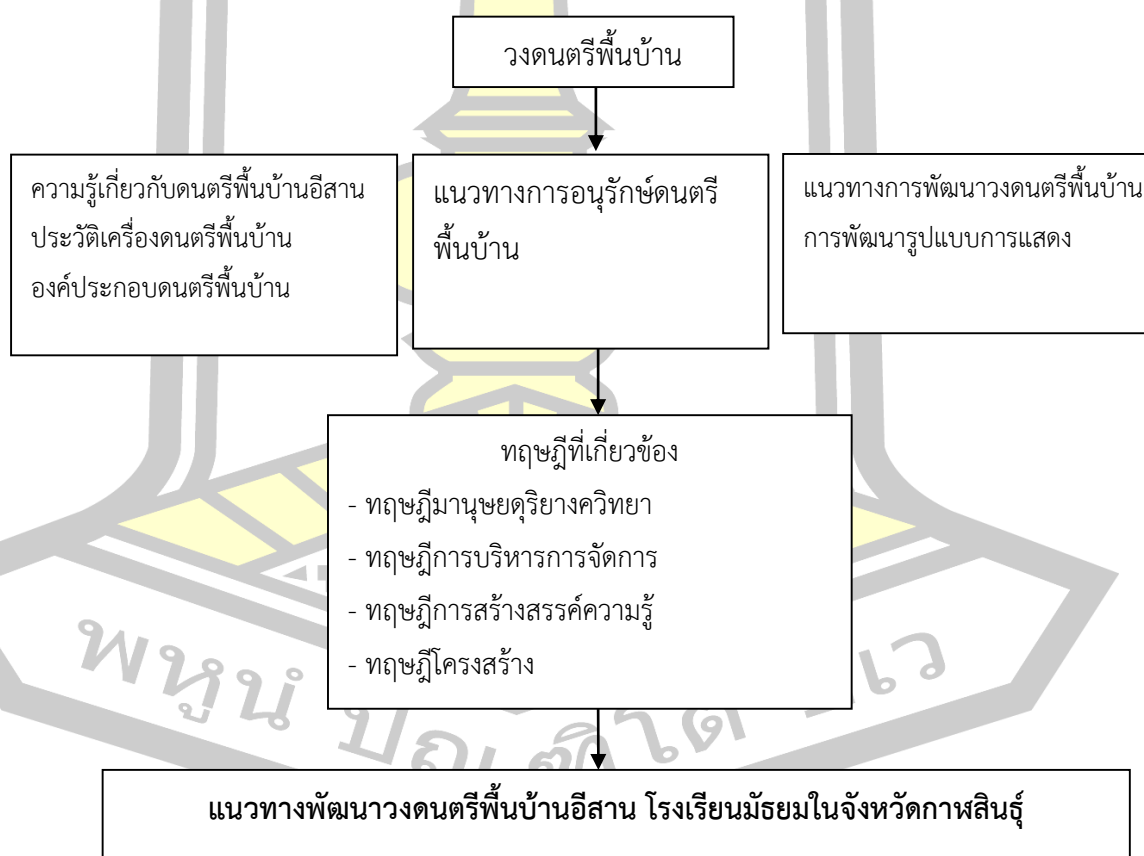 วงดนตรีพื้นบ้าน
ความรู้เกี่ยวกับดนตรีพื้นบ้านอีสาน
ประวัติเครื่องดนตรีพื้นบ้าน
องค์ประกอบดนตรีพื้นบ้าน
แนวทางการอนุรักษ์ดนตรี
พื้นบ้าน
แนวทางการพัฒนาวงดนตรีพื้นบ้าน
การพัฒนารูปแบบการแสดง
ทฤษฎีที่เกี่ยวข้อง
- ทฤษฎีมานุษยดุริยางควิทยา
- ทฤษฎีการบริหารการจัดการ
- ทฤษฎีการสร้างสรรค์ความรู้
- ทฤษฎีโครงสร้าง
พหูนํ ปณฺฑิโต
แนวทางพัฒนาวงดนตรีพื้นบ้านอีสาน โรงเรียนมัธยมในจังหวัดกาฬสินธุ์